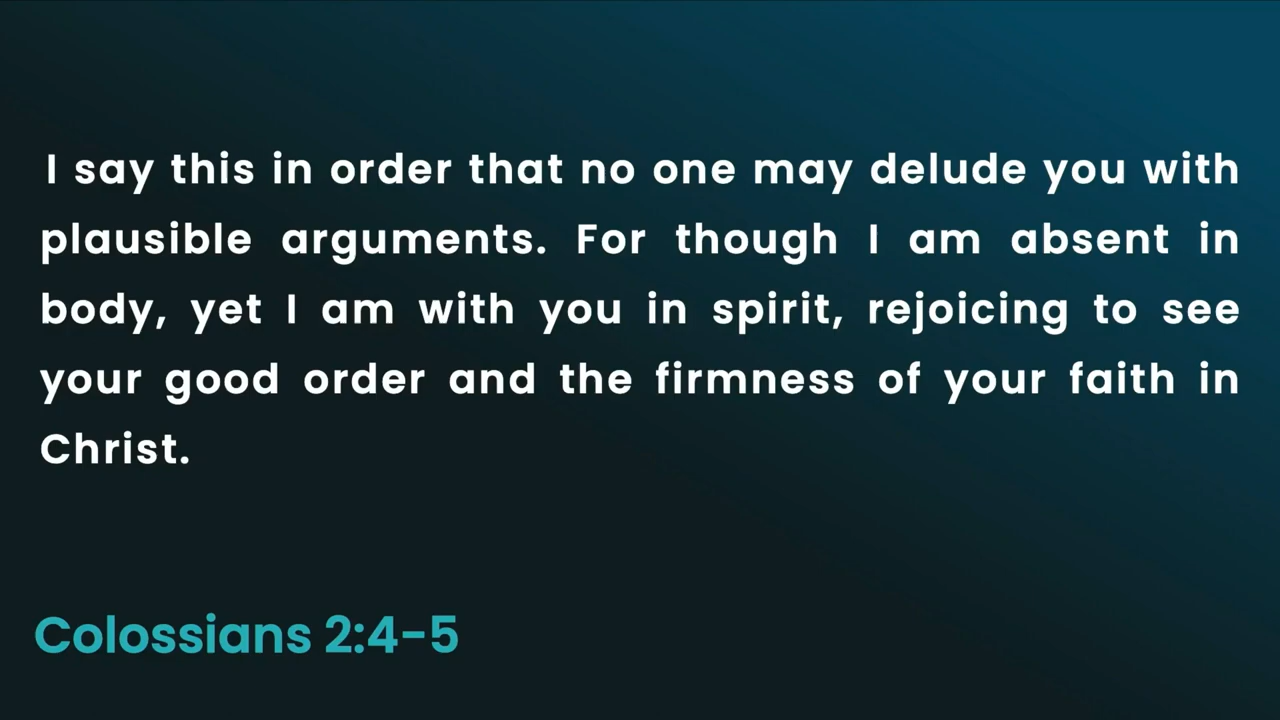 I say this in order that no one may delude you with
plausible arguments. For though I am absent in
body, yet I am with you in spirit, rejoicing to see
your good order and the firmness of your faith in
Christ.
Colossians 2:4-5